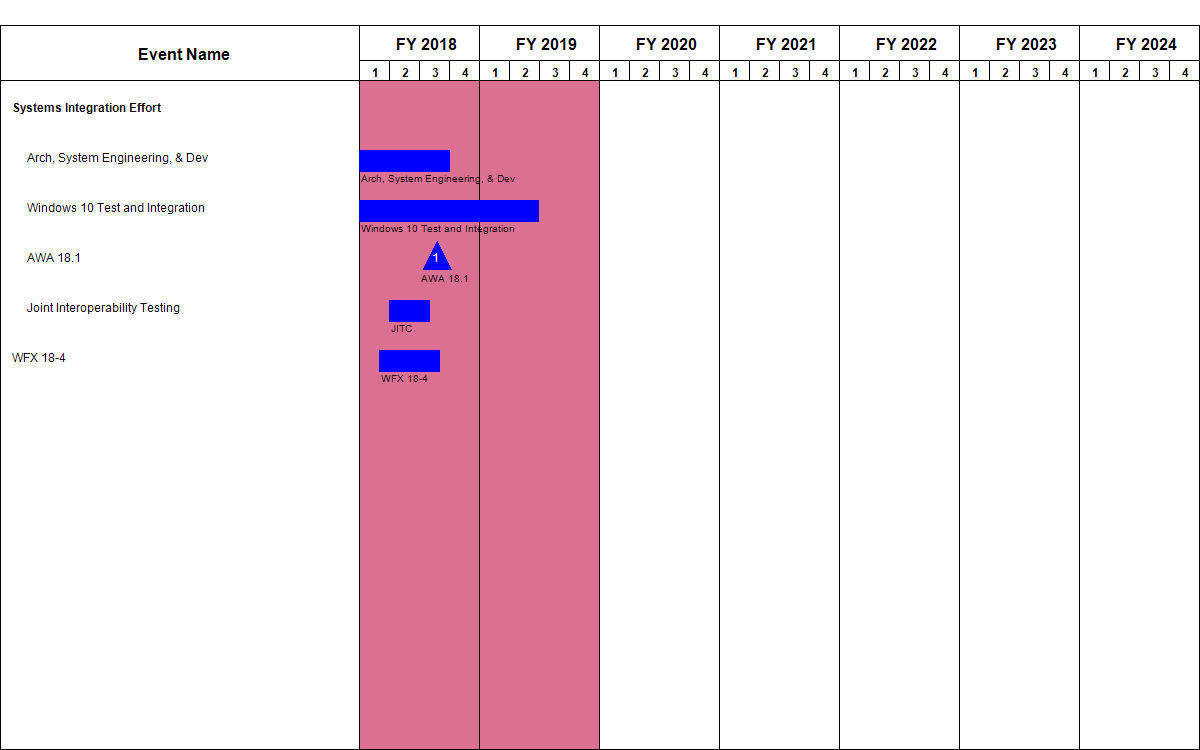 Event Name
FY 2018 FY 2019 FY 2020 FY 2021 FY 2022 FY 2023 FY 2024
1 2 3 4 1 2 3 4 1 2 3 4 1 2 3 4 1 2 3 4 1 2 3 4 1 2 3 4
Systems Integration Effort
Arch, System Engineering, & Dev
Arch, System Engineering, & Dev
Windows 10 Test and Integration
Windows 10 Test and Integration
AWA 18.1
1
AWA 18.1
Joint Interoperability Testing
JITC
WFX 18-4
WFX 18-4